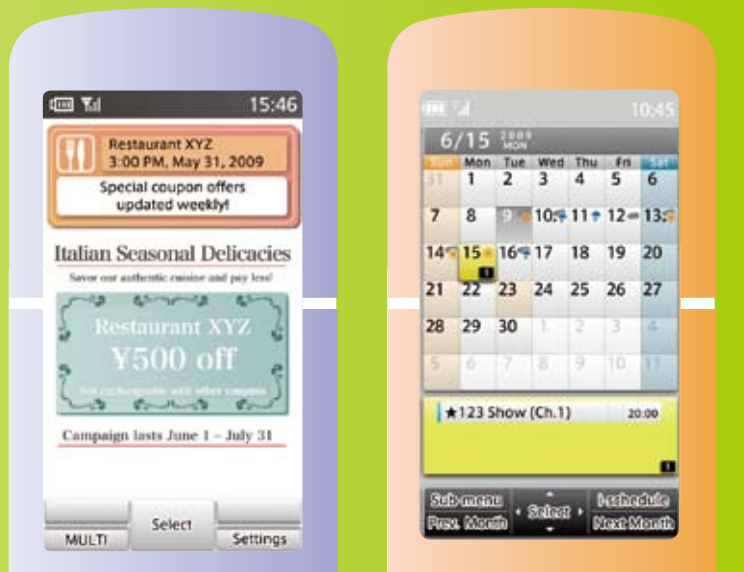 15:46
Restaurant XYZ
3:00 PM, May 31, 2009
Special coupon offers
updated weekly!
Italian Seasonal Delicacies
Savor our authentic cuisine and pay less!
Restaurant XYZ
¥500 off
Not exchangeable with other coupons
Campaign lasts June 1 – July 31
Select
MULTI Settings
10:45
6/15 2009 MON
Sun Mon Tue Wed Thu Fri Sat
31 1 2 3 4 5 6
7 8 9 10 11 12 13
14 15 16 17 18 19 20
1
21 22 23 24 25 26 27
28 29 30 1 2 3 4
5 6 7 8 9 10 11
★123 Show (Ch.1) 20:00
1
Sub-menu Select i-schedule
Prev. Month Next Month